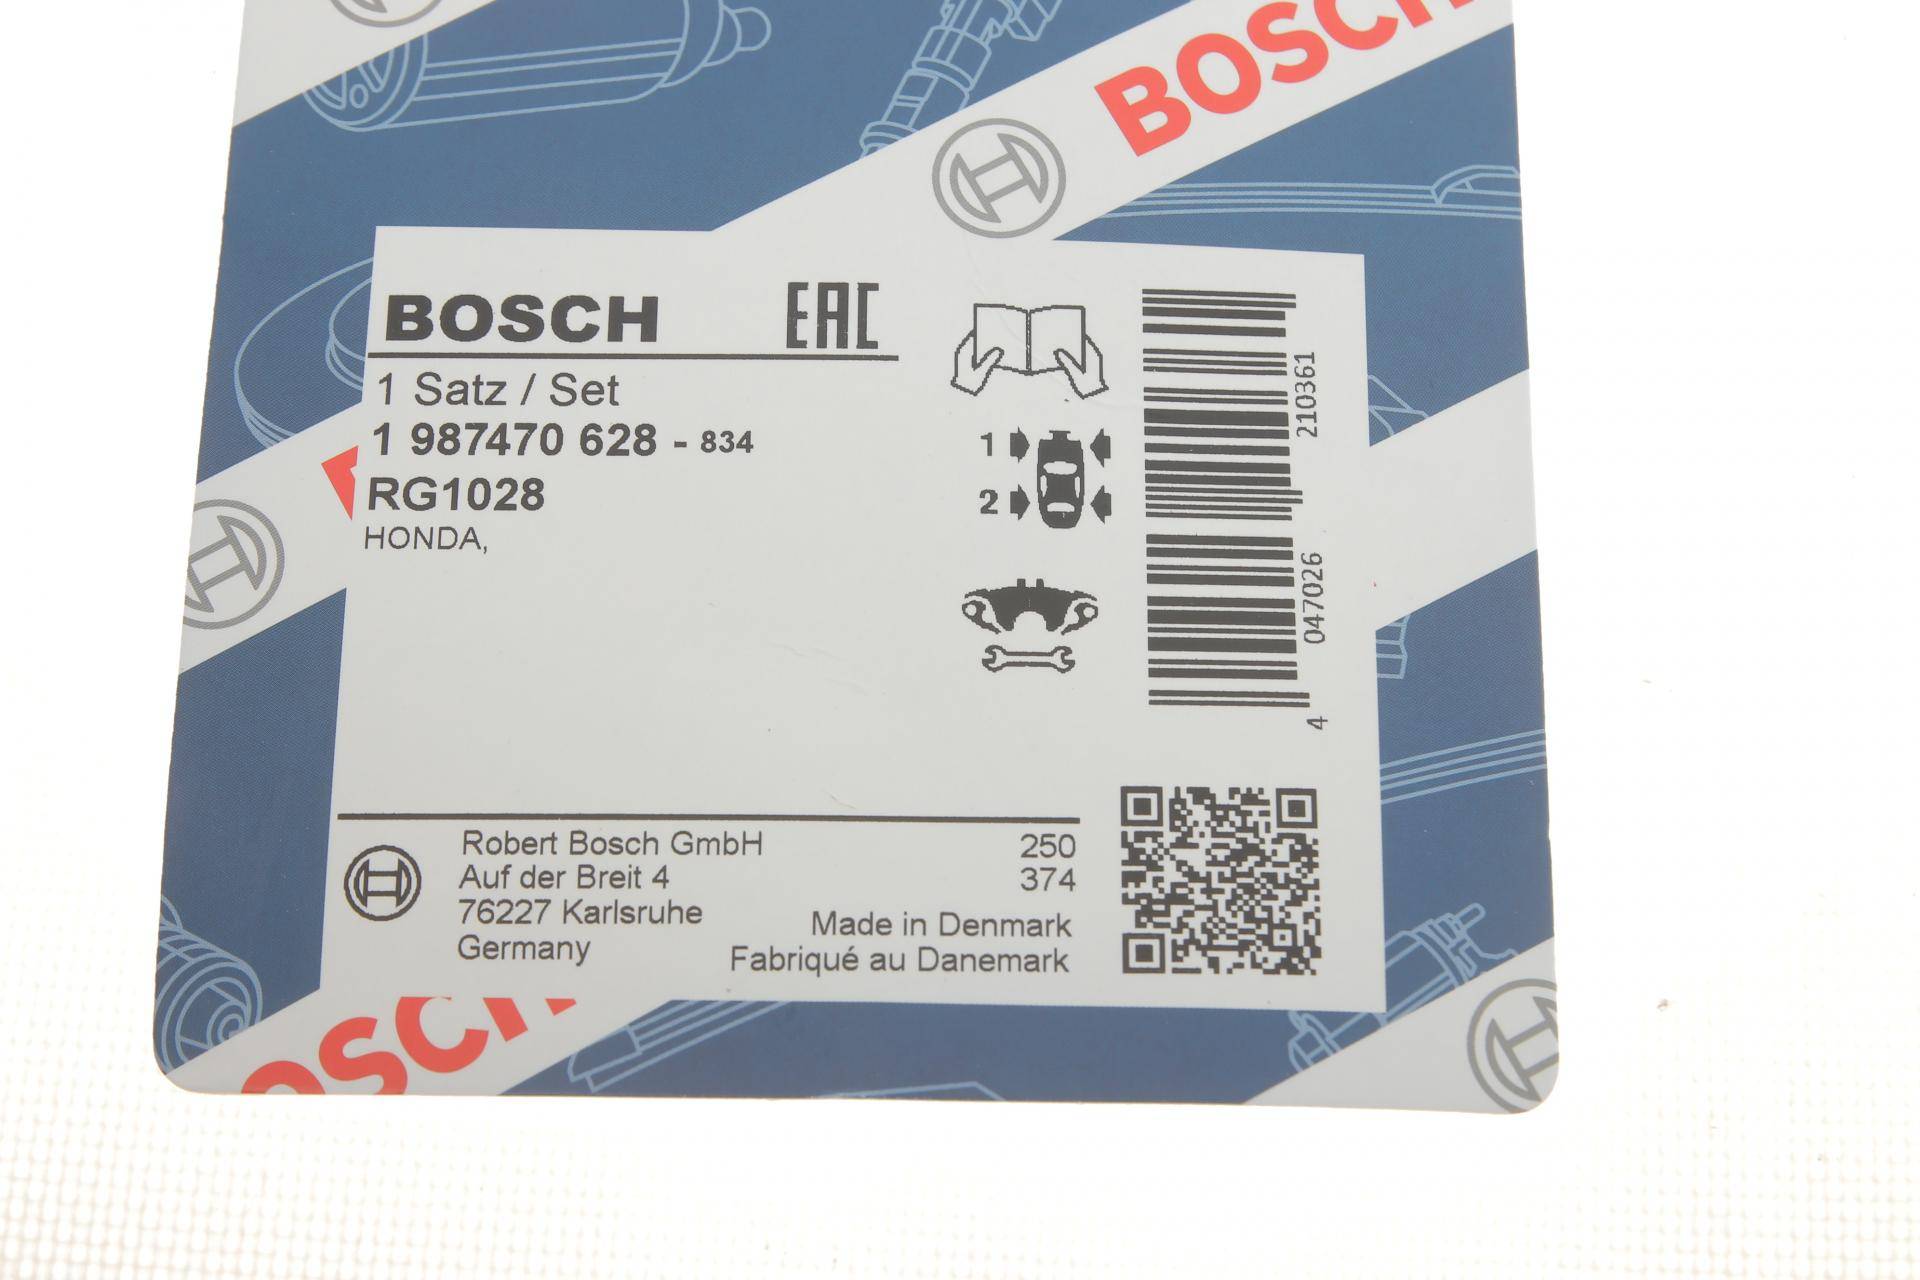 BOSCH
BOSCH EAC
1 Satz / Set
1 987470 628 - 834
RG1028
HONDA,
1
2
4 047026 210361
Robert Bosch GmbH 250
Auf der Breit 4 374
76227 Karlsruhe
Germany
Made in Denmark
Fabriqué au Danemark
BOSCH